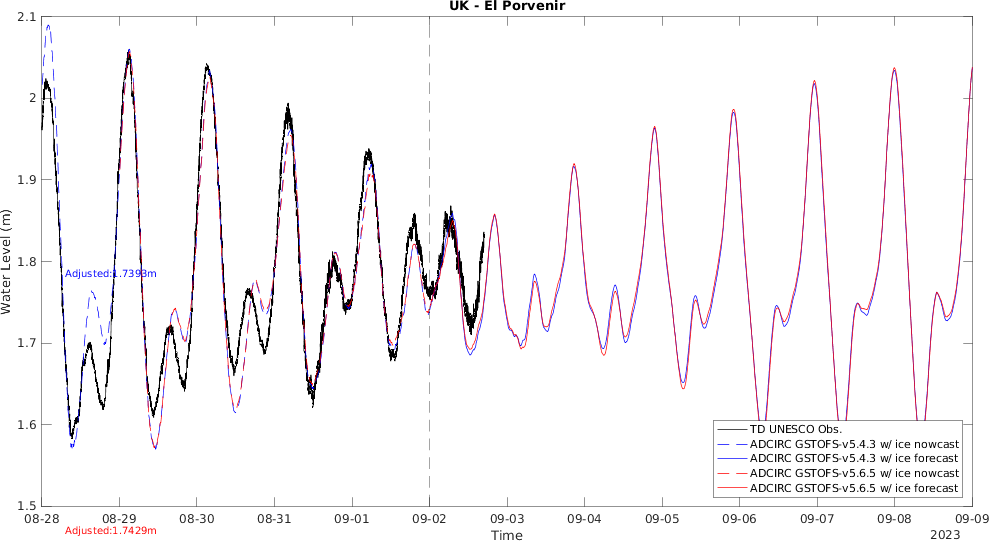 UK - El Porvenir
2.1
2
1.9
1.8
1.7
1.6
1.5
Water Level (m)
Adjusted:1.7393m
TD UNESCO Obs.
ADCIRC GSTOFS-v5.4.3 w/ ice nowcast
ADCIRC GSTOFS-v5.4.3 w/ ice forecast
ADCIRC GSTOFS-v5.6.5 w/ ice nowcast
ADCIRC GSTOFS-v5.6.5 w/ ice forecast
08-28 08-29 08-30 08-31 09-01 09-02 09-03 09-04 09-05 09-06 09-07 09-08 09-09
Adjusted:1.7429m
Time
2023